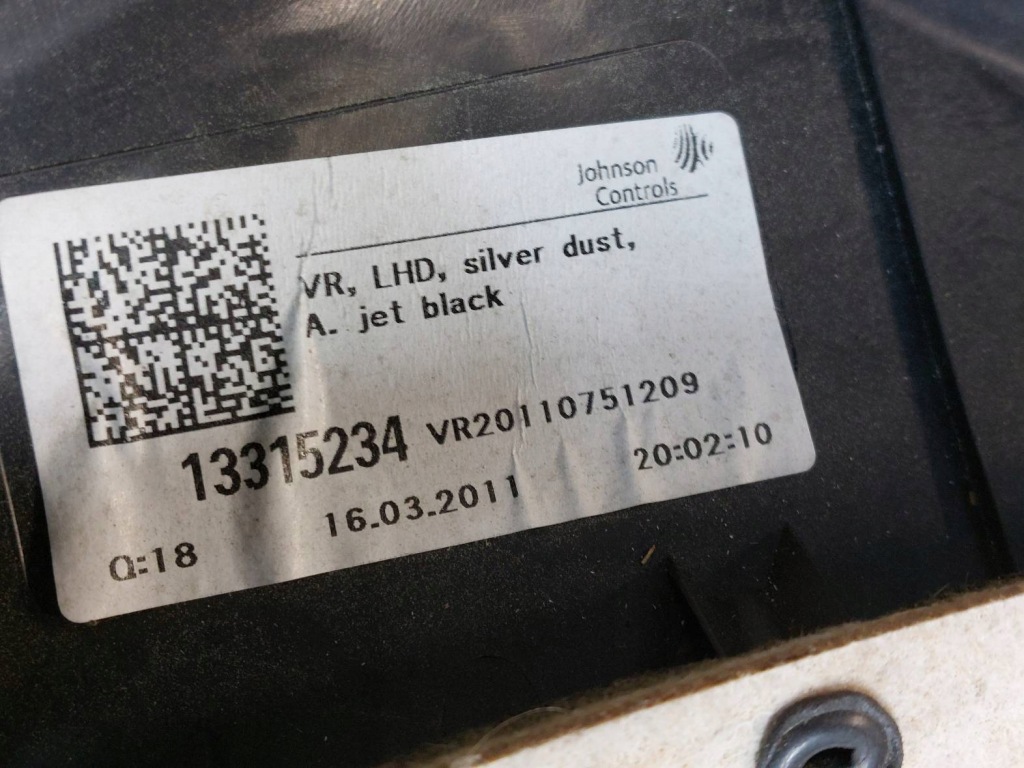 Johnson
Controls
VR, LHD, silver dust,
A. jet black
13315234 VR20110751209
16.03.2011 20:02:10
Q:18